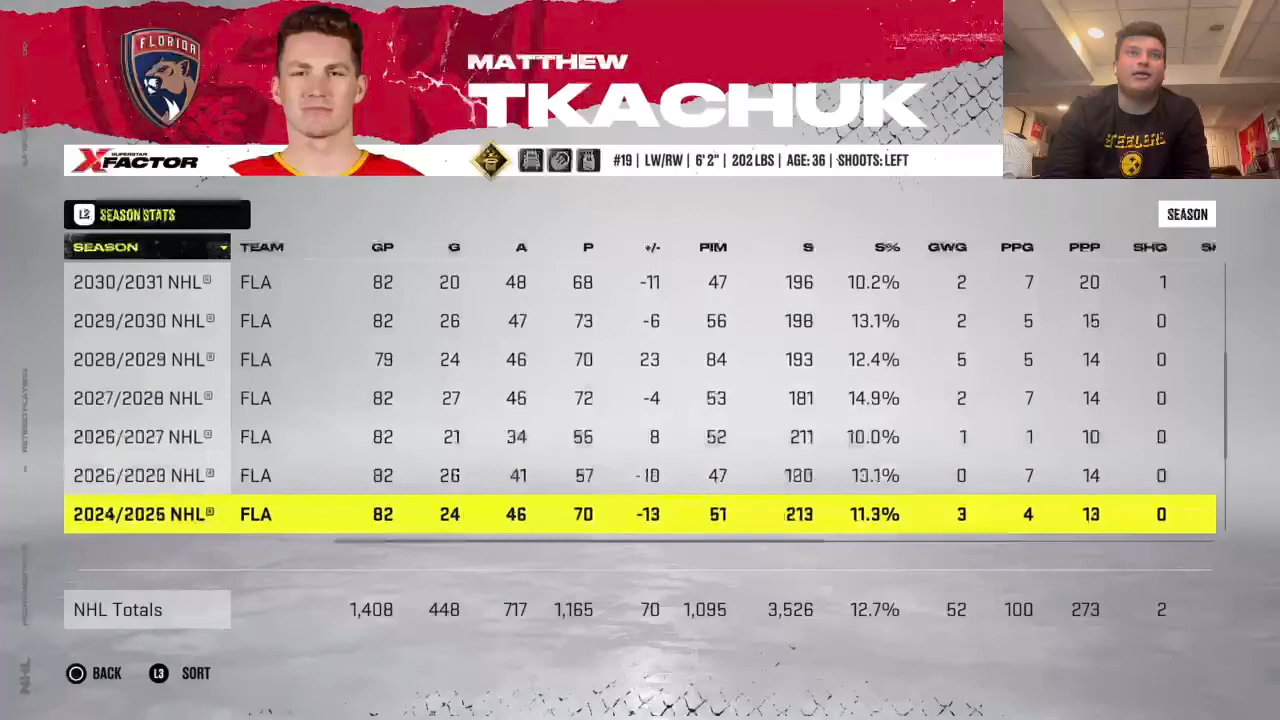 FLORIDA
MATTHEW
TKACHUK
X FACTOR
SUPERSTAR
#19 | LW/RW | 6' 2" | 202 LBS | AGE: 36 | SHOOTS: LEFT
STEELERS
L2 SEASON STATS
SEASON
SEASON TEAM GP G A P +/- PIM S S% GWG PPG PPP SHG
2030/2031 NHL® FLA 82 20 48 68 -11 47 196 10.2% 2 7 20 1
2029/2030 NHL® FLA 82 26 47 73 -6 56 198 13.1% 2 5 15 0
2028/2029 NHL® FLA 79 24 46 70 23 84 193 12.4% 5 5 14 0
2027/2028 NHL® FLA 82 27 46 72 -4 53 181 14.9% 2 7 14 0
2026/2027 NHL® FLA 82 21 34 55 8 52 211 10.0% 1 1 10 0
NHL® FLA 82 26 41 47 0 7 14 0
2024/2025 NHL® FLA 82 24 46 70 -13 51 213 11.3% 3 4 13 0
NHL Totals 1,408 448 717 1,165 70 1,095 3,526 12.7% 52 100 273 2
BACK L3 SORT
NHL